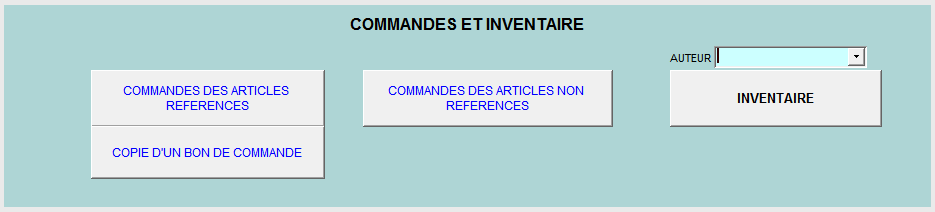 COMMANDES ET INVENTAIRE
AUTEUR
COMMANDES DES ARTICLES
REFERENCES
COMMANDES DES ARTICLES NON
REFERENCES
INVENTAIRE
COPIE D'UN BON DE COMMANDE